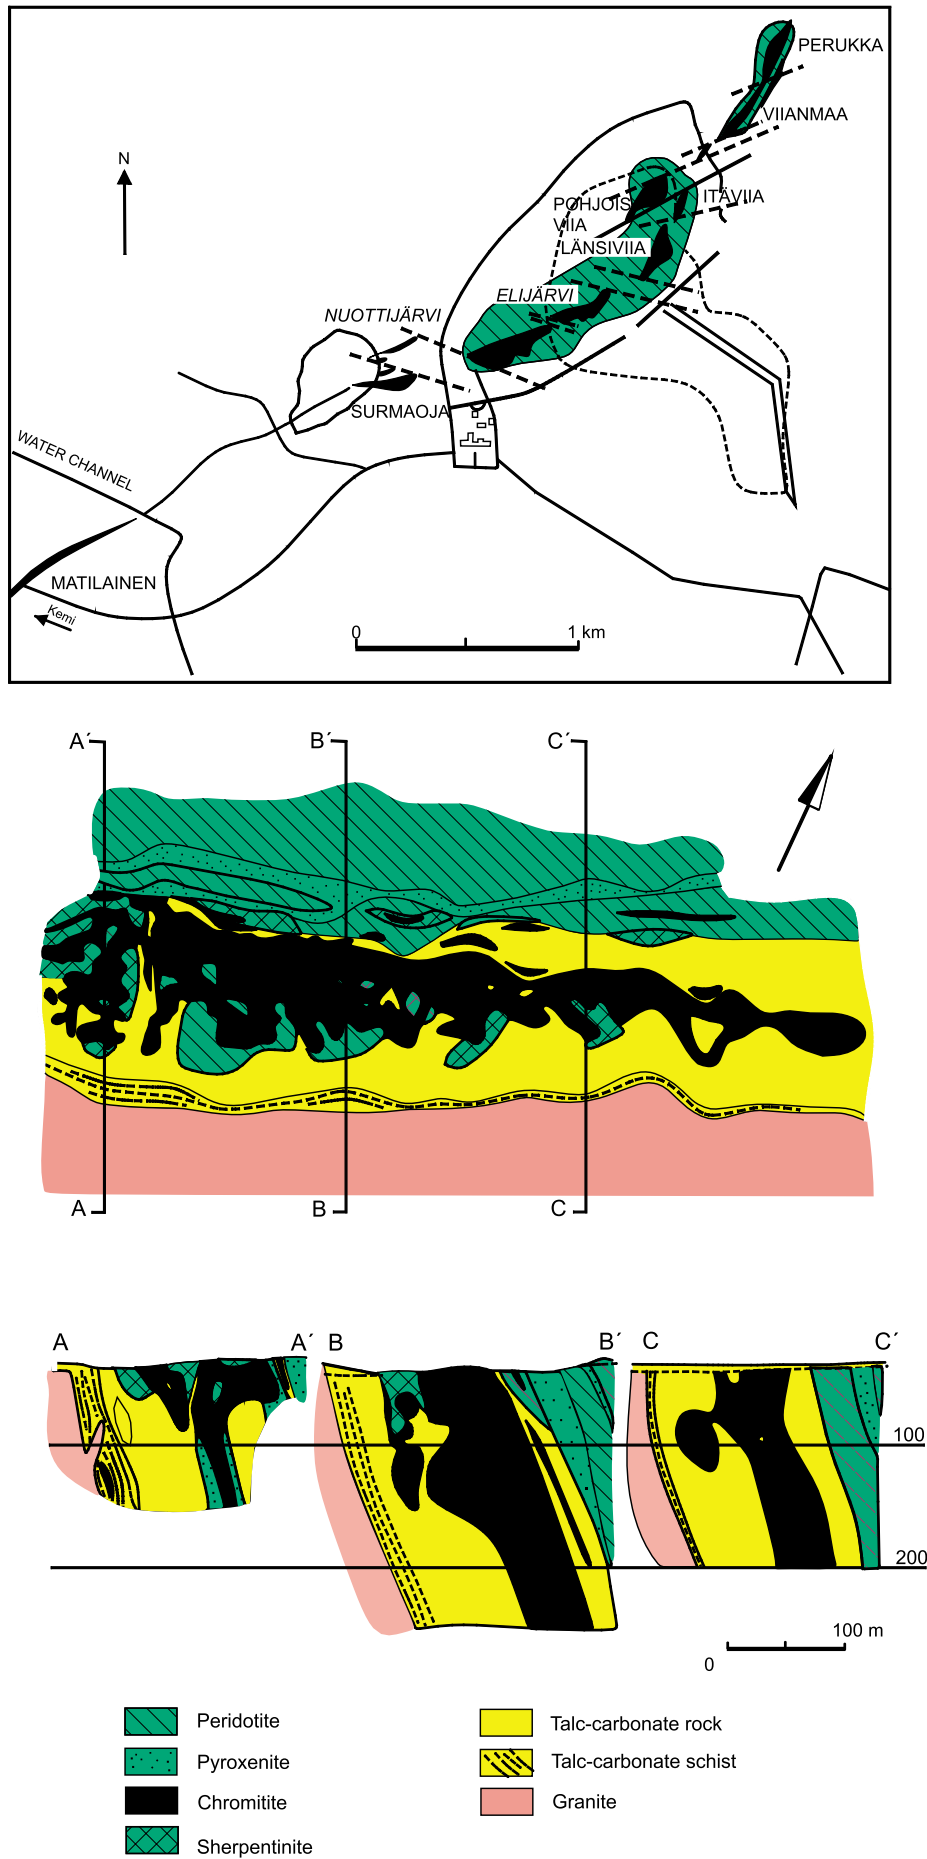 PERUKKA
VIIANMAA
N
ITÄVIIA
POHJOIS
VIIA
LÄNSIVIIA
ELIJÄRVI
NUOTTIJÄRVI
SURMAOJA
WATER CHANNEL
MATILAINEN
Kemi
0 1 km
A´ B´ C´
A B C
A A´ B B´ C C´
100
200
100 m
0
Peridotite
Pyroxenite
Chromitite
Sherpentinite
Talc-carbonate rock
Talc-carbonate schist
Granite